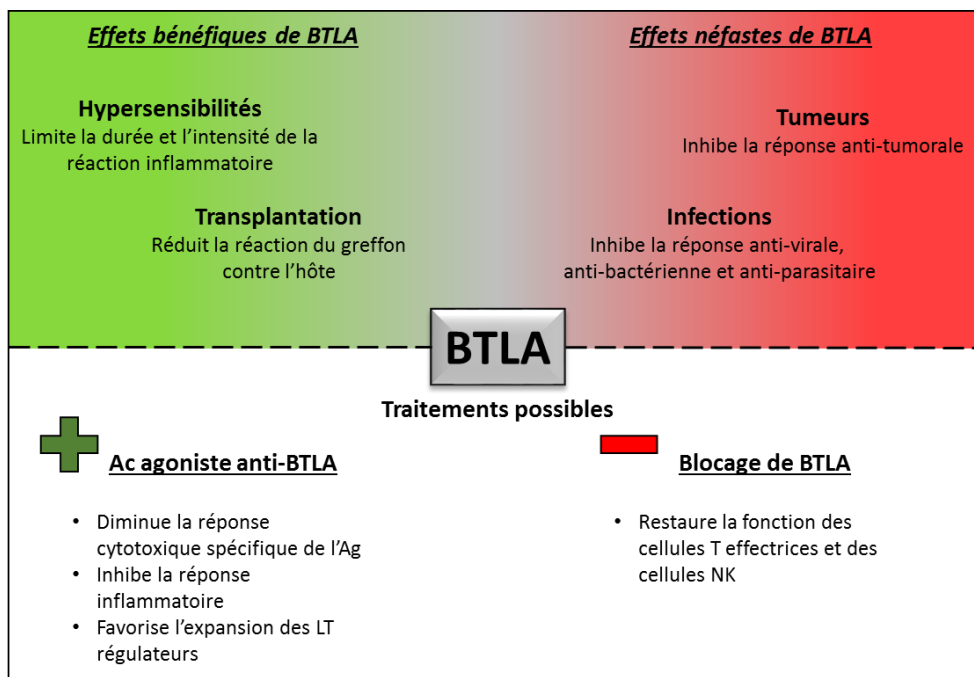 Effets bénéfiques de BTLA
Hypersensibilités
Limite la durée et l'intensité de la
réaction inflammatoire
Transplantation
Réduit la réaction du greffon
contre l'hôte
Effets néfastes de BTLA
Tumeurs
Inhibe la réponse anti-tumorale
Infections
Inhibe la réponse anti-virale,
anti-bactérienne et anti-parasitaire
BTLA
Traitements possibles
Ac agoniste anti-BTLA
• Diminue la réponse
cytotoxique spécifique de l'Ag
• Inhibe la réponse
inflammatoire
• Favorise l'expansion des LT
régulateurs
Blocage de BTLA
• Restaure la fonction des
cellules T effectrices et des
cellules NK